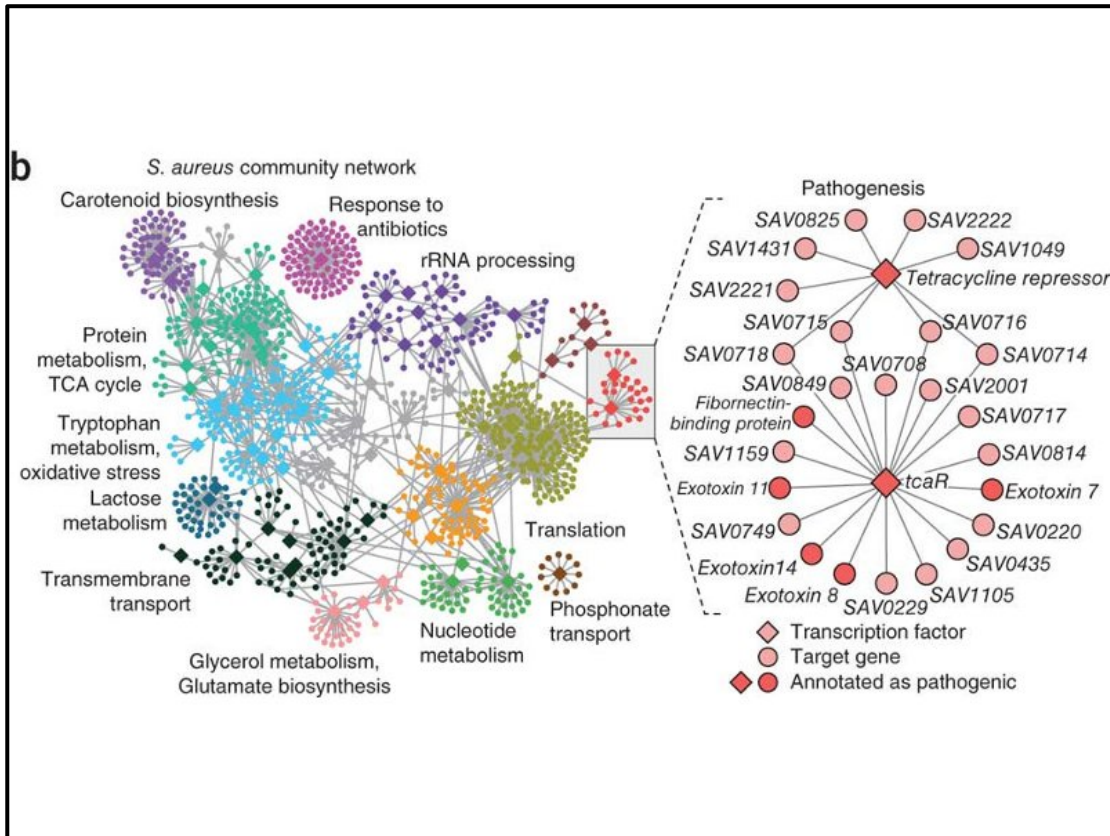 b
S. aureus community network
Carotenoid biosynthesis
Response to
antibiotics
rRNA processing
Protein
metabolism,
TCA cycle
Tryptophan
metabolism,
oxidative stress
Lactose
metabolism
Transmembrane
transport
Glycerol metabolism,
Glutamate biosynthesis
Nucleotide
metabolism
Translation
Phosphonate
transport
Pathogenesis
SAV0825
SAV2222
SAV1431
SAV1049
Tetracycline repressor
SAV2221
SAV0715
SAV0716
SAV0718
SAV0708
SAV0714
SAV0849
SAV2001
Fibornectin-
binding protein
SAV0717
SAV1159
SAV0814
tcaR
Exotoxin 11
Exotoxin 7
SAV0749
SAV0220
Exotoxin14
SAV0435
Exotoxin 8
SAV0229
SAV1105
Transcription factor
Target gene
Annotated as pathogenic